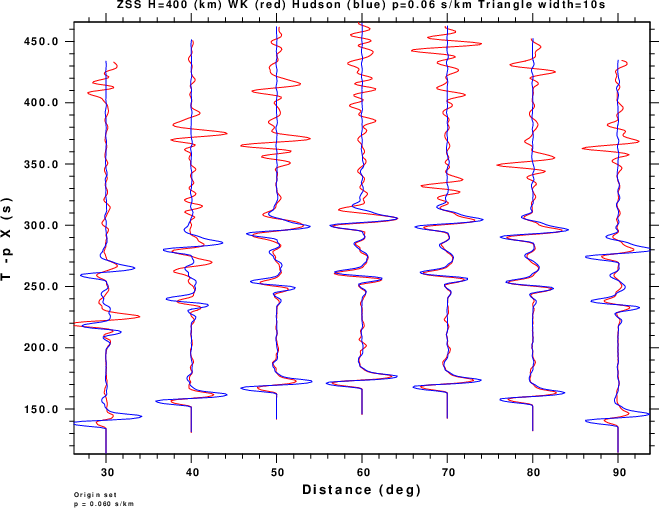 ZSS H=400 (km) WK (red) Hudson (blue) p=0.06 s/km Triangle width=10s
450.0
400.0
350.0
300.0
250.0
200.0
150.0
T -p X (s)
30 40 50 60 70 80 90
Distance (deg)
Origin set
p = 0.060 s/km